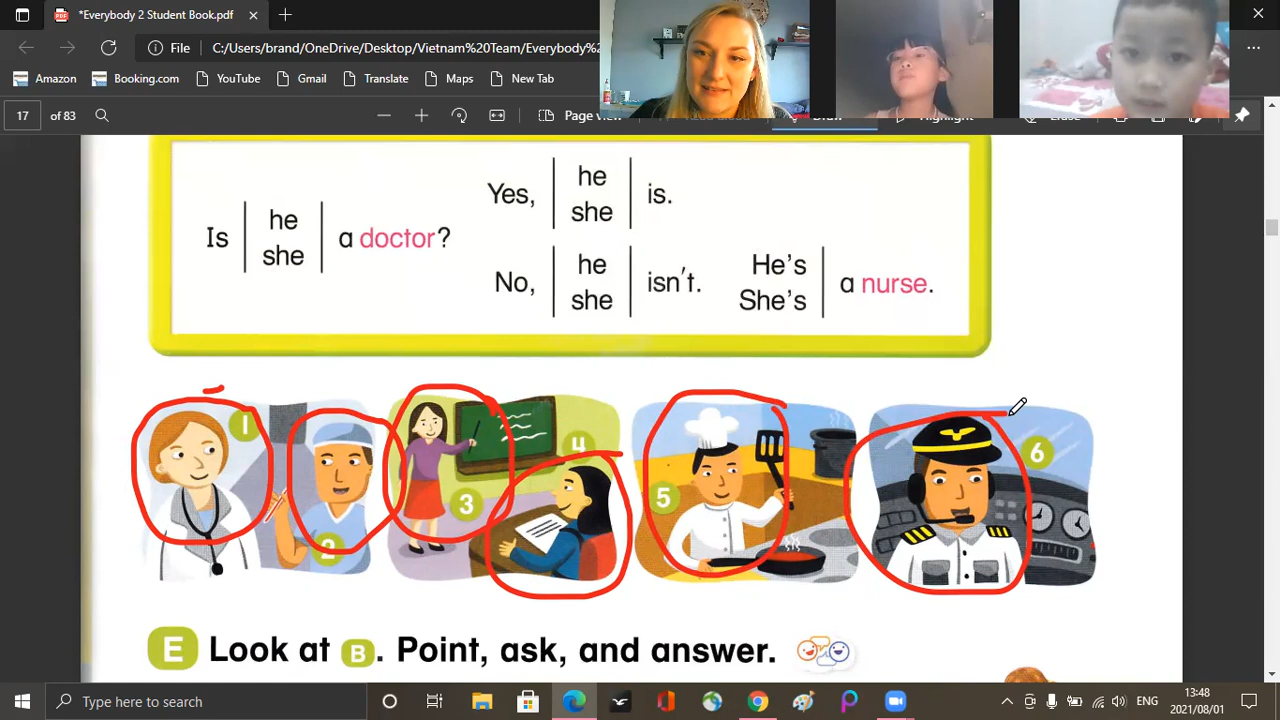 *Everybody 2 Student Book.pdf
File C:/Users/brand/OneDrive/Desktop/Vietnam%20Team/Everybody%
Amazon Booking.com YouTube Gmail Translate Maps New Tab
17 of 83 Page view Draw
Is he she a doctor?
Yes, he she is.
No, he she isn't. He's She's a nurse.
1 2 3 4 5 6
E Look at B. Point, ask, and answer.
Type here to search
ENG 13:48
2021/08/01